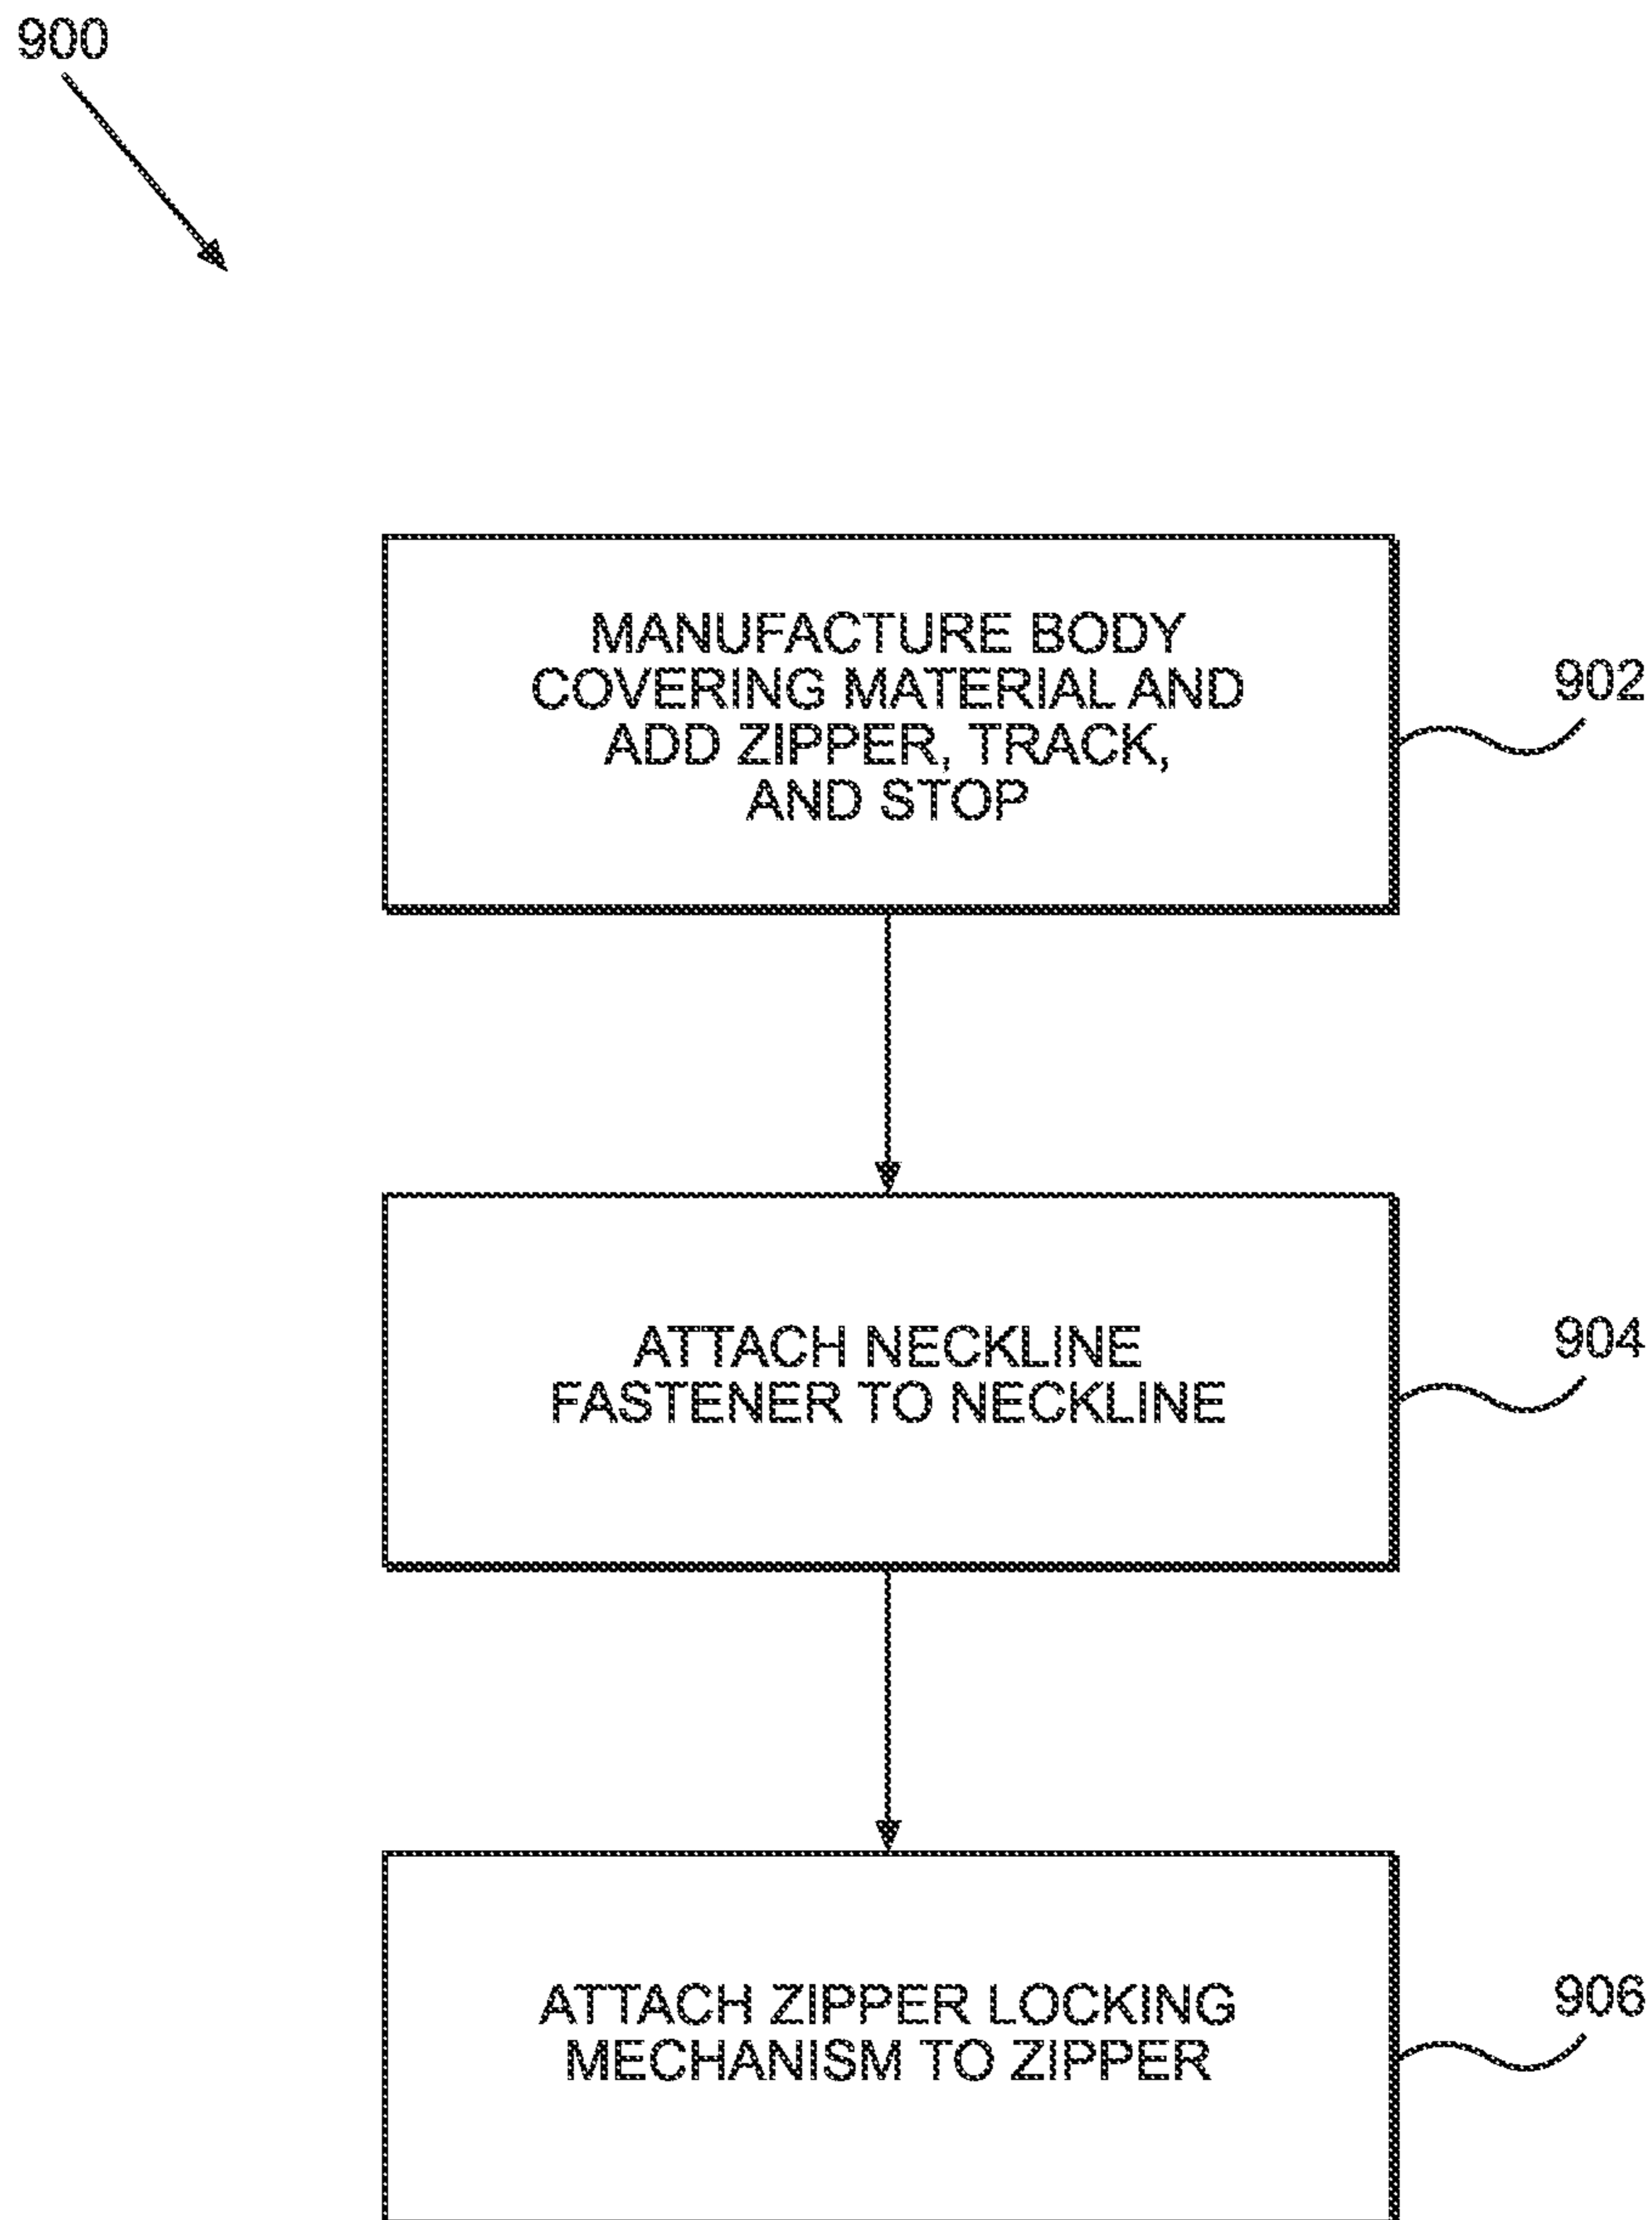 900
MANUFACTURE BODY
COVERING MATERIAL AND
ADD ZIPPER, TRACK,
AND STOP
902
ATTACH NECKLINE
FASTENER TO NECKLINE
904
ATTACH ZIPPER LOCKING
MECHANISM TO ZIPPER
906